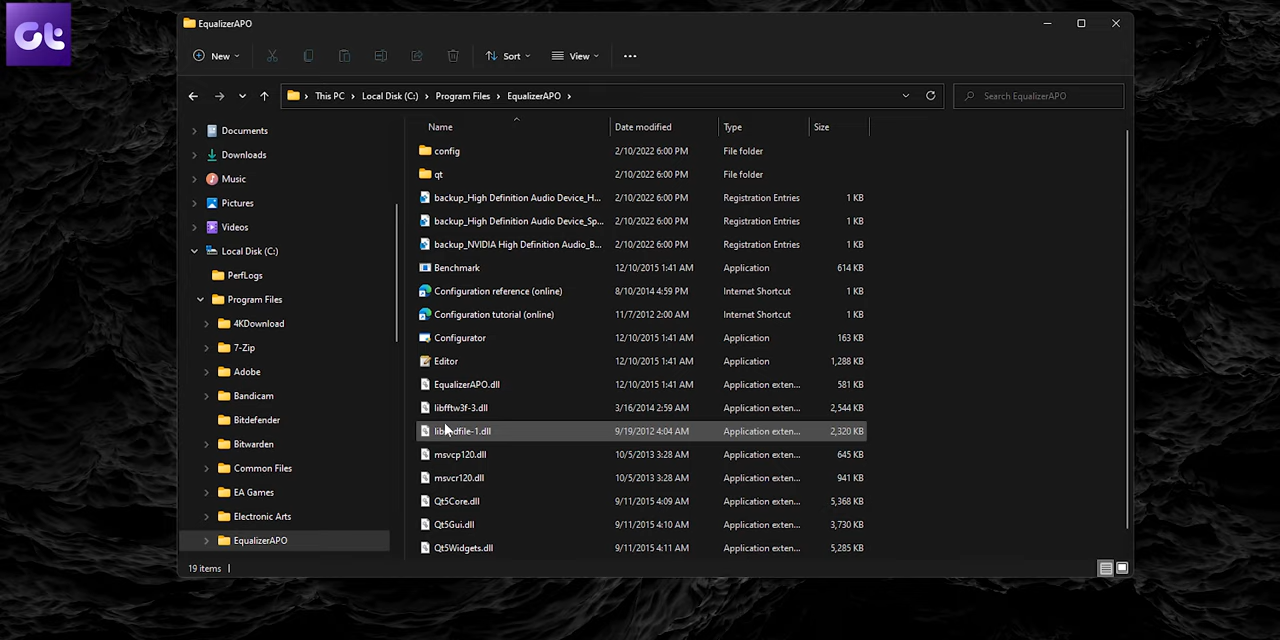 Gt
EqualizerAPO
New Sort View
This PC Local Disk (C:) Program Files EqualizerAPO Search EqualizerAPO
Documents
Downloads
Music
Pictures
Videos
Local Disk (C:)
PerfLogs
Program Files
4KDownload
7-Zip
Adobe
Bandicam
Bitdefender
Bitwarden
Common Files
EA Games
Electronic Arts
EqualizerAPO
Name Date modified Type Size
config 2/10/2022 6:00 PM File folder
qt 2/10/2022 6:00 PM File folder
backup_High Definition Audio Device_H... 2/10/2022 6:00 PM Registration Entries 1 KB
backup_High Definition Audio Device_Sp... 2/10/2022 6:00 PM Registration Entries 1 KB
backup_NVIDIA High Definition Audio_B... 2/10/2022 6:00 PM Registration Entries 1 KB
Benchmark 12/10/2015 1:41 AM Application 614 KB
Configuration reference (online) 8/10/2014 4:59 PM Internet Shortcut 1 KB
Configuration tutorial (online) 11/7/2012 2:00 AM Internet Shortcut 1 KB
Configurator 12/10/2015 1:41 AM Application 163 KB
Editor 12/10/2015 1:41 AM Application 1,288 KB
EqualizerAPO.dll 12/10/2015 1:41 AM Application exten... 581 KB
libfftw3f-3.dll 3/16/2014 2:59 AM Application exten... 2,544 KB
9/19/2012 4:04 AM Application exten... 2,320 KB
msvcp120.dll 10/5/2013 3:28 AM Application exten... 645 KB
msvcr120.dll 10/5/2013 3:28 AM Application exten... 941 KB
Qt5Core.dll 9/11/2015 4:09 AM Application exten... 5,368 KB
Qt5Gui.dll 9/11/2015 4:10 AM Application exten... 3,730 KB
Qt5Widgets.dll 9/11/2015 4:11 AM Application exten... 5,285 KB
19 items